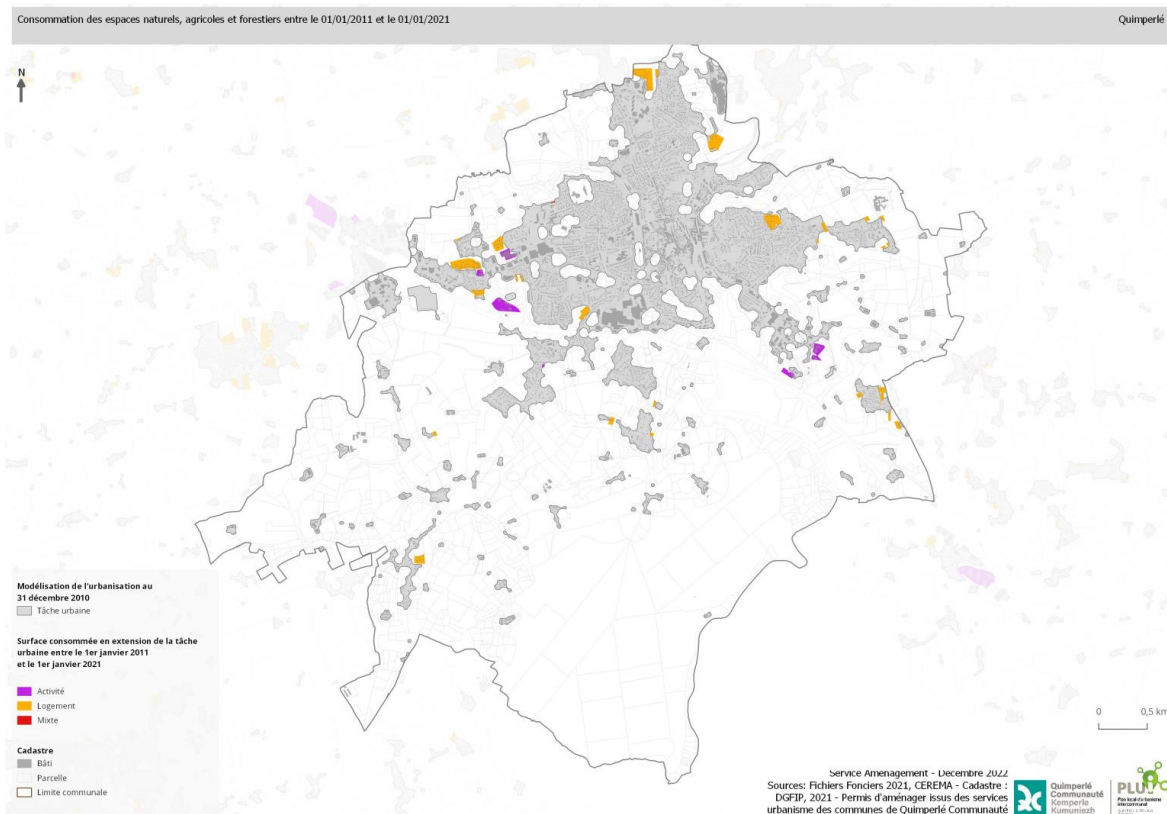 Consommation des espaces naturels, agricoles et forestiers entre le 01/01/2011 et le 01/01/2021
Quimperlé
N
Modélisation de l'urbanisation au
31 décembre 2010
Tâche urbaine
Surface consommée en extension de la tâche
urbaine entre le 1er janvier 2011
et le 1er janvier 2021
Activité
Logement
Mixte
Cadastre
Bâti
Parcelle
Limite communale
0 0,5 km
Service Aménagement - Décembre 2022
Sources: Fichiers Fonciers 2021, CEREMA - Cadastre :
DGFIP, 2021 - Permis d'aménager issus des services
urbanisme des communes de Quimperlé Communauté
Quimperlé
Communauté
Kemperle
Kumuniezh
PLUi
Plan local d'urbanisme
intercommunal